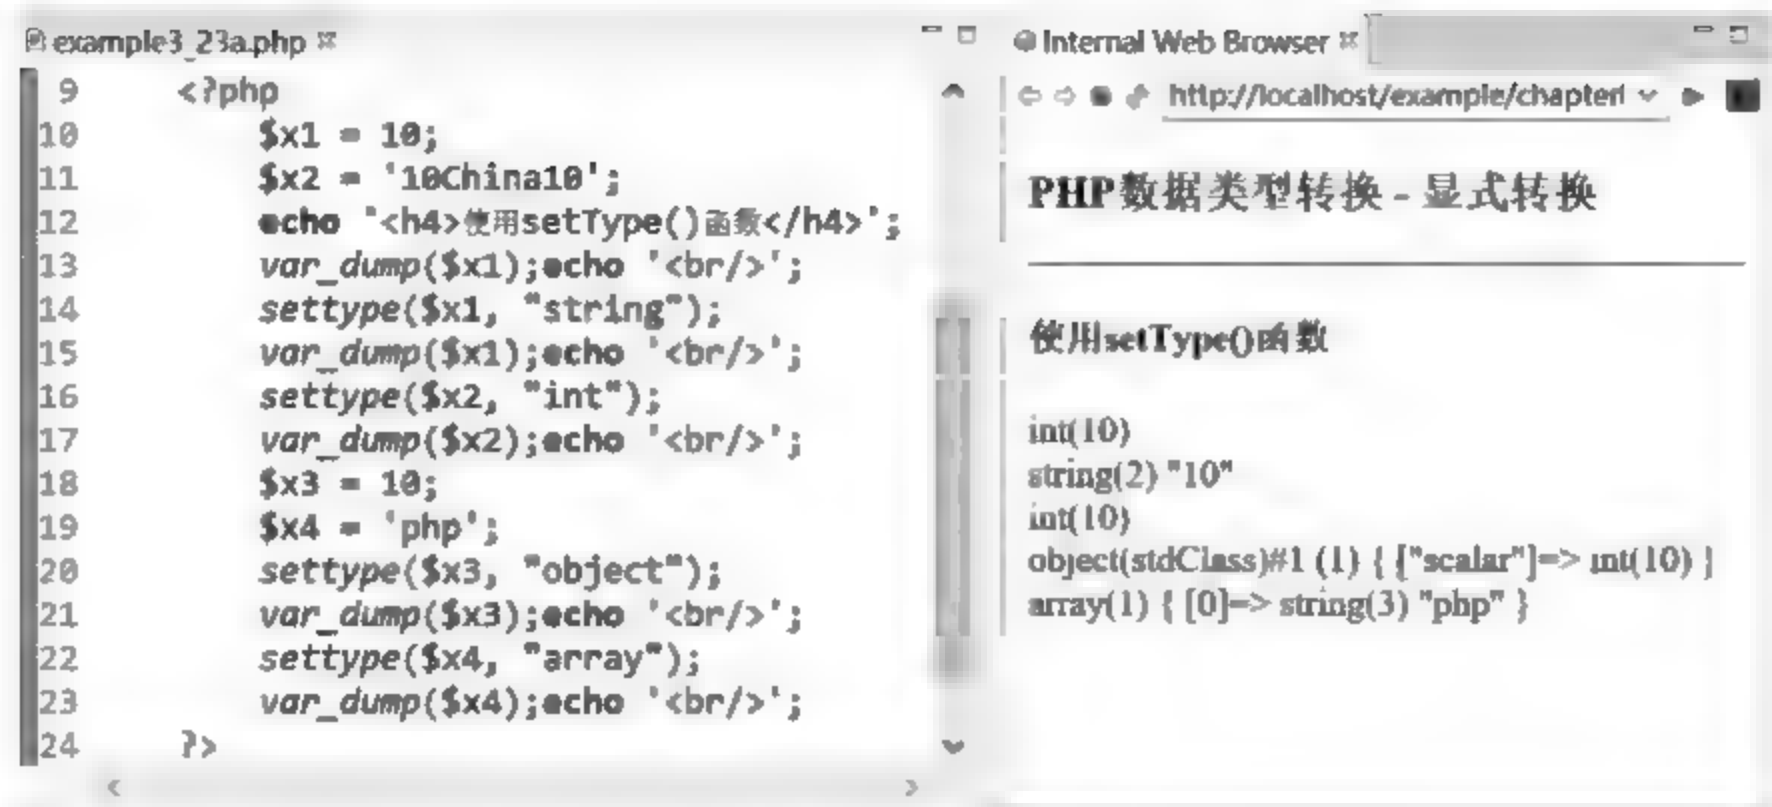 example3_23a.php
9 <?php
10 $x1 = 10;
11 $x2 = '10China10';
12 echo '<h4>使用setType()函数</h4>';
13 var_dump($x1);echo '<br/>';
14 settype($x1, "string");
15 var_dump($x1);echo '<br/>';
16 settype($x2, "int");
17 var_dump($x2);echo '<br/>';
18 $x3 = 10;
19 $x4 = 'php';
20 settype($x3, "object");
21 var_dump($x3);echo '<br/>';
22 settype($x4, "array");
23 var_dump($x4);echo '<br/>';
24 ?>
Internal Web Browser
http://localhost/example/chapter
PHP数据类型转换 - 显式转换
使用setType()函数
int(10)
string(2) "10"
int(10)
object(stdClass)#1 (1) { ["scalar"]=> int(10) }
array(1) { [0]=> string(3) "php" }